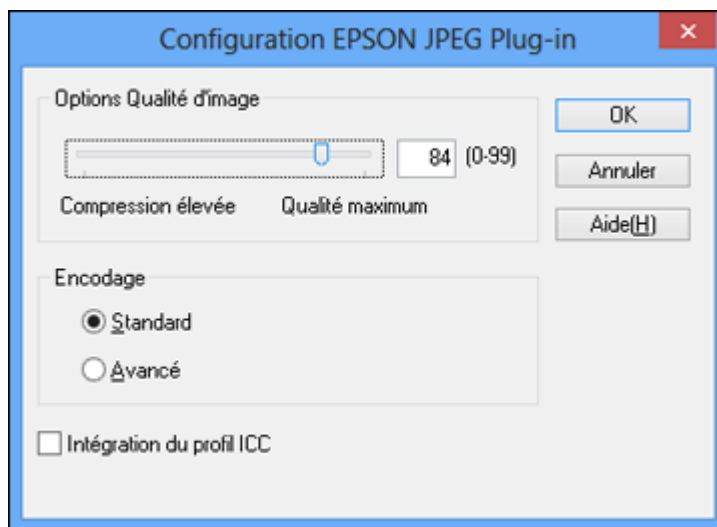 Configuration EPSON JPEG Plug-in
Options Qualité d'image
84 (0-99)
Compression élevée Qualité maximum
OK
Annuler
Aide(H)
Encodage
Standard
Avancé
Intégration du profil ICC